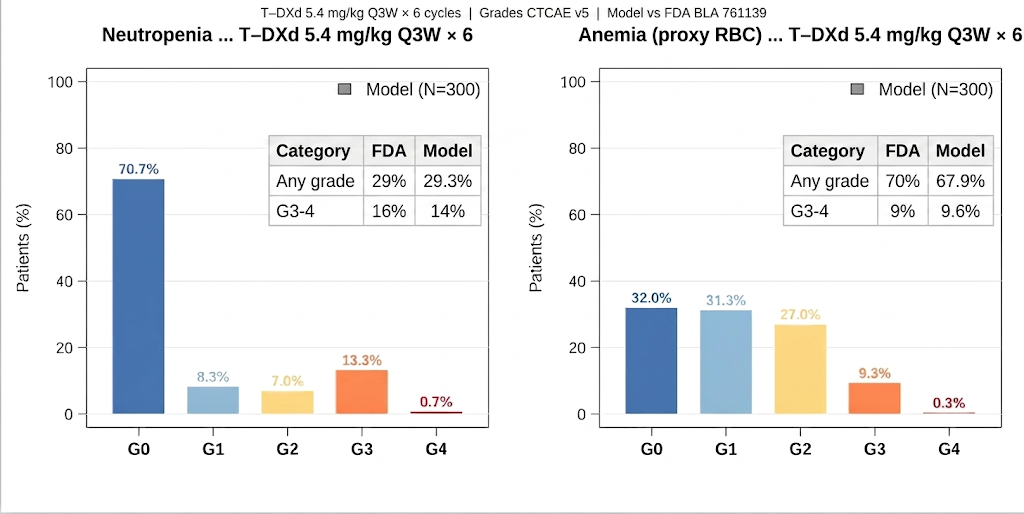 T–DXd 5.4 mg/kg Q3W × 6 cycles | Grades CTCAE v5 | Model vs FDA BLA 761139
Neutropenia ... T–DXd 5.4 mg/kg Q3W × 6
Model (N=300)
Category FDA Model
Any grade 29% 29.3%
G3-4 16% 14%
Patients (%)
100
80
60
40
20
0
70.7%
8.3%
7.0%
13.3%
0.7%
G0 G1 G2 G3 G4
Anemia (proxy RBC) ... T–DXd 5.4 mg/kg Q3W × 6
Model (N=300)
Category FDA Model
Any grade 70% 67.9%
G3-4 9% 9.6%
Patients (%)
100
80
60
40
20
0
32.0%
31.3%
27.0%
9.3%
0.3%
G0 G1 G2 G3 G4